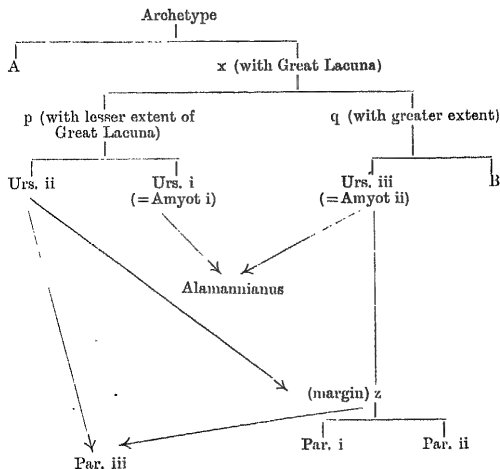 Archetype
A
x (with Great Lacuna)
p (with lesser extent of
Great Lacuna)
q (with greater extent)
Urs. ii
Urs. i
(=Amyot i)
Urs. iii
(=Amyot ii)
B
Alamannianus
(margin) z
Par. i
Par. ii
Par. iii